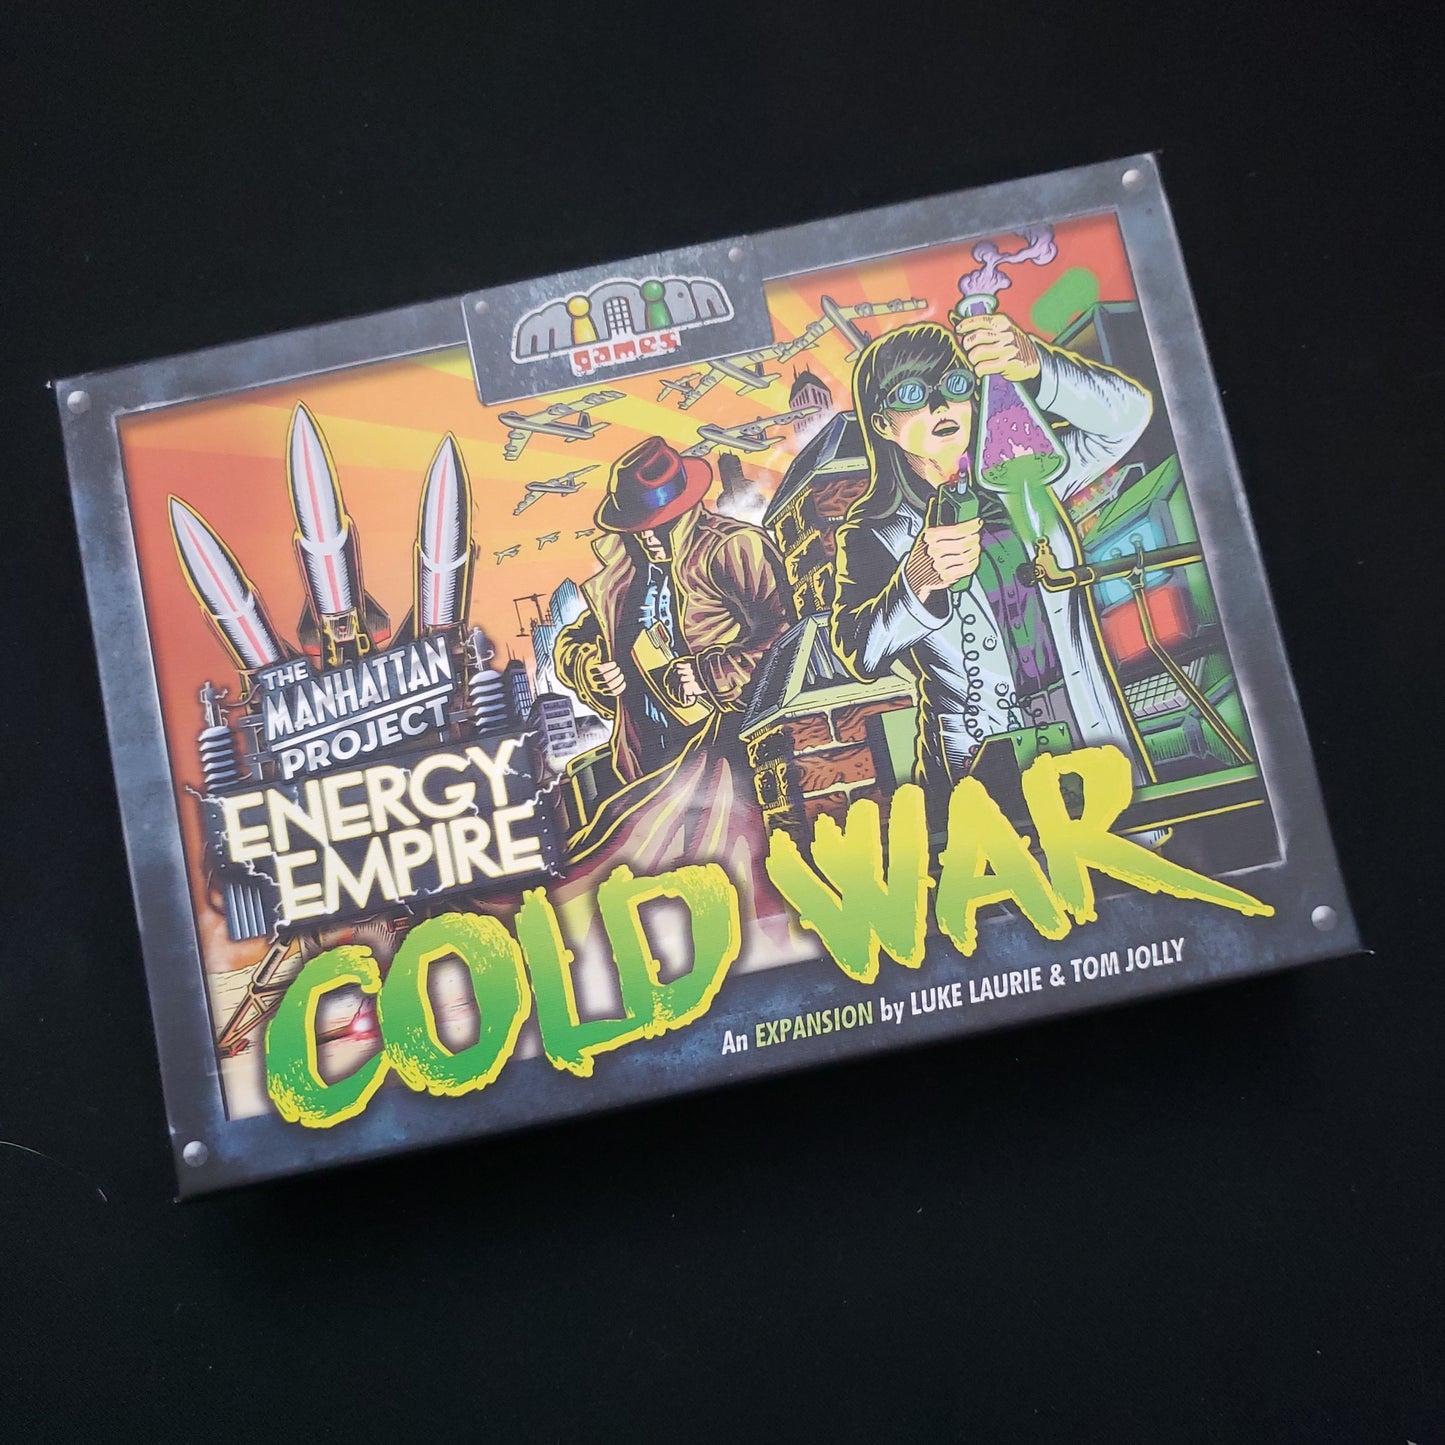 minion
games
THE
MANHATTAN
PROJECT
ENERGY
EMPIRE
COLD WAR
An EXPANSION by LUKE LAURIE & TOM JOLLY